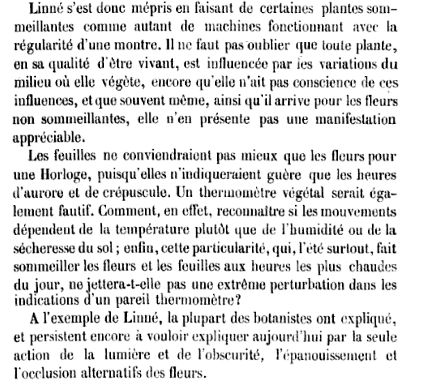 Linné s'est donc mépris en faisant de certaines plantes som-
meillantes comme autant de machines fonctionnant avec la
régularité d'une montre. Il ne faut pas oublier que toute plante,
en sa qualité d'être vivant, est influencée par les variations du
milieu où elle végète, encore qu'elle n'ait pas conscience de ces
influences, et que souvent même, ainsi qu'il arrive pour les fleurs
non sommeillantes, elle n'en présente pas une manifestation
appréciable.
Les feuilles ne conviendraient pas mieux que les fleurs pour
une Horloge, puisqu'elles n'indiqueraient guère que les heures
d'aurore et de crépuscule. Un thermomètre végétal serait éga-
lement fautif. Comment, en effet, reconnaître si les mouvements
dépendent de la température plutôt que de l'humidité ou de la
sécheresse du sol ; enfin, cette particularité, qui, l'été surtout, fait
sommeiller les fleurs et les feuilles aux heures les plus chaudes
du jour, ne jettera-t-elle pas une extrême perturbation dans les
indications d'un pareil thermomètre?
A l'exemple de Linné, la plupart des botanistes ont expliqué,
et persistent encore à vouloir expliquer aujourd'hui par la seule
action de la lumière et de l'obscurité, l'épanouissement et
l'occlusion alternatifs des fleurs.